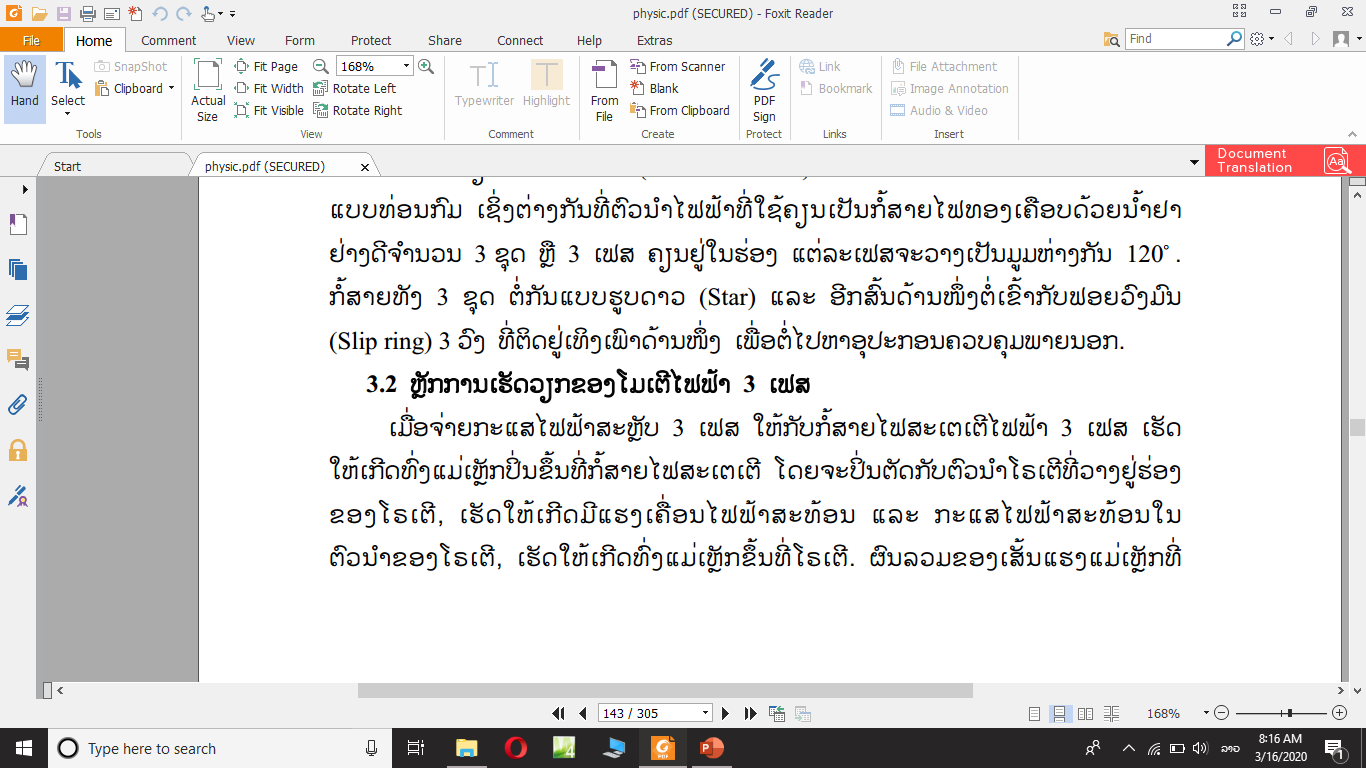 physic.pdf (SECURED) - Foxit Reader
File Home Comment View Form Protect Share Connect Help Extras Find
Hand Select SnapShot Clipboard Actual Size Fit Page Fit Width Fit Visible 168% Rotate Left Rotate Right Typewriter Highlight From File From Scanner Blank From Clipboard PDF Sign Link Bookmark File Attachment Image Annotation Audio & Video
Tools View Comment Create Protect Links Insert
Start physic.pdf (SECURED) Document Translation
ແບບທ່ອນກົມ ເຊິ່ງຕ່າງກັນທີ່ຕົວນຳໄຟຟ້າທີ່ໃຊ້ຄຽນເປັນກໍ້ສາຍໄຟທອງເຄືອບດ້ວຍນ້ຳຢາ
ຢ່າງດີຈຳນວນ 3 ຊຸດ ຫຼື 3 ເຟສ ຄຽນຢູ່ໃນຮ່ອງ ແຕ່ລະເຟສຈະວາງເປັນມູມຫ່າງກັນ 120° .
ກໍ້ສາຍທັງ 3 ຊຸດ ຕໍ່ກັນແບບຮູບດາວ (Star) ແລະ ອີກສົ້ນດ້ານໜຶ່ງຕໍ່ເຂົ້າກັບຟອຍວົງມົນ
(Slip ring) 3 ວົງ ທີ່ຕິດຢູ່ເທິງເພົາດ້ານໜຶ່ງ ເພື່ອຕໍ່ໄປຫາອຸປະກອນຄວບຄຸມພາຍນອກ.
3.2 ຫຼັກການເຮັດວຽກຂອງໂມເຕີໄຟຟ້າ 3 ເຟສ
ເມື່ອຈ່າຍກະແສໄຟຟ້າສະຫຼັບ 3 ເຟສ ໃຫ້ກັບກໍ້ສາຍໄຟສະເຕເຕີໄຟຟ້າ 3 ເຟສ ເຮັດ
ໃຫ້ເກີດທົ່ງແມ່ເຫຼັກປິ່ນຂຶ້ນທີ່ກໍ້ສາຍໄຟສະເຕເຕີ ໂດຍຈະປິ່ນຕັດກັບຕົວນຳໂຣເຕີທີ່ວາງຢູ່ຮ່ອງ
ຂອງໂຣເຕີ, ເຮັດໃຫ້ເກີດມີແຮງເຄື່ອນໄຟຟ້າສະທ້ອນ ແລະ ກະແສໄຟຟ້າສະທ້ອນໃນ
ຕົວນຳຂອງໂຣເຕີ, ເຮັດໃຫ້ເກີດທົ່ງແມ່ເຫຼັກຂຶ້ນທີ່ໂຣເຕີ. ຜົນລວມຂອງເສັ້ນແຮງແມ່ເຫຼັກທີ່
143 / 305 168%
Type here to search ລາວ 8:16 AM
3/16/2020 1